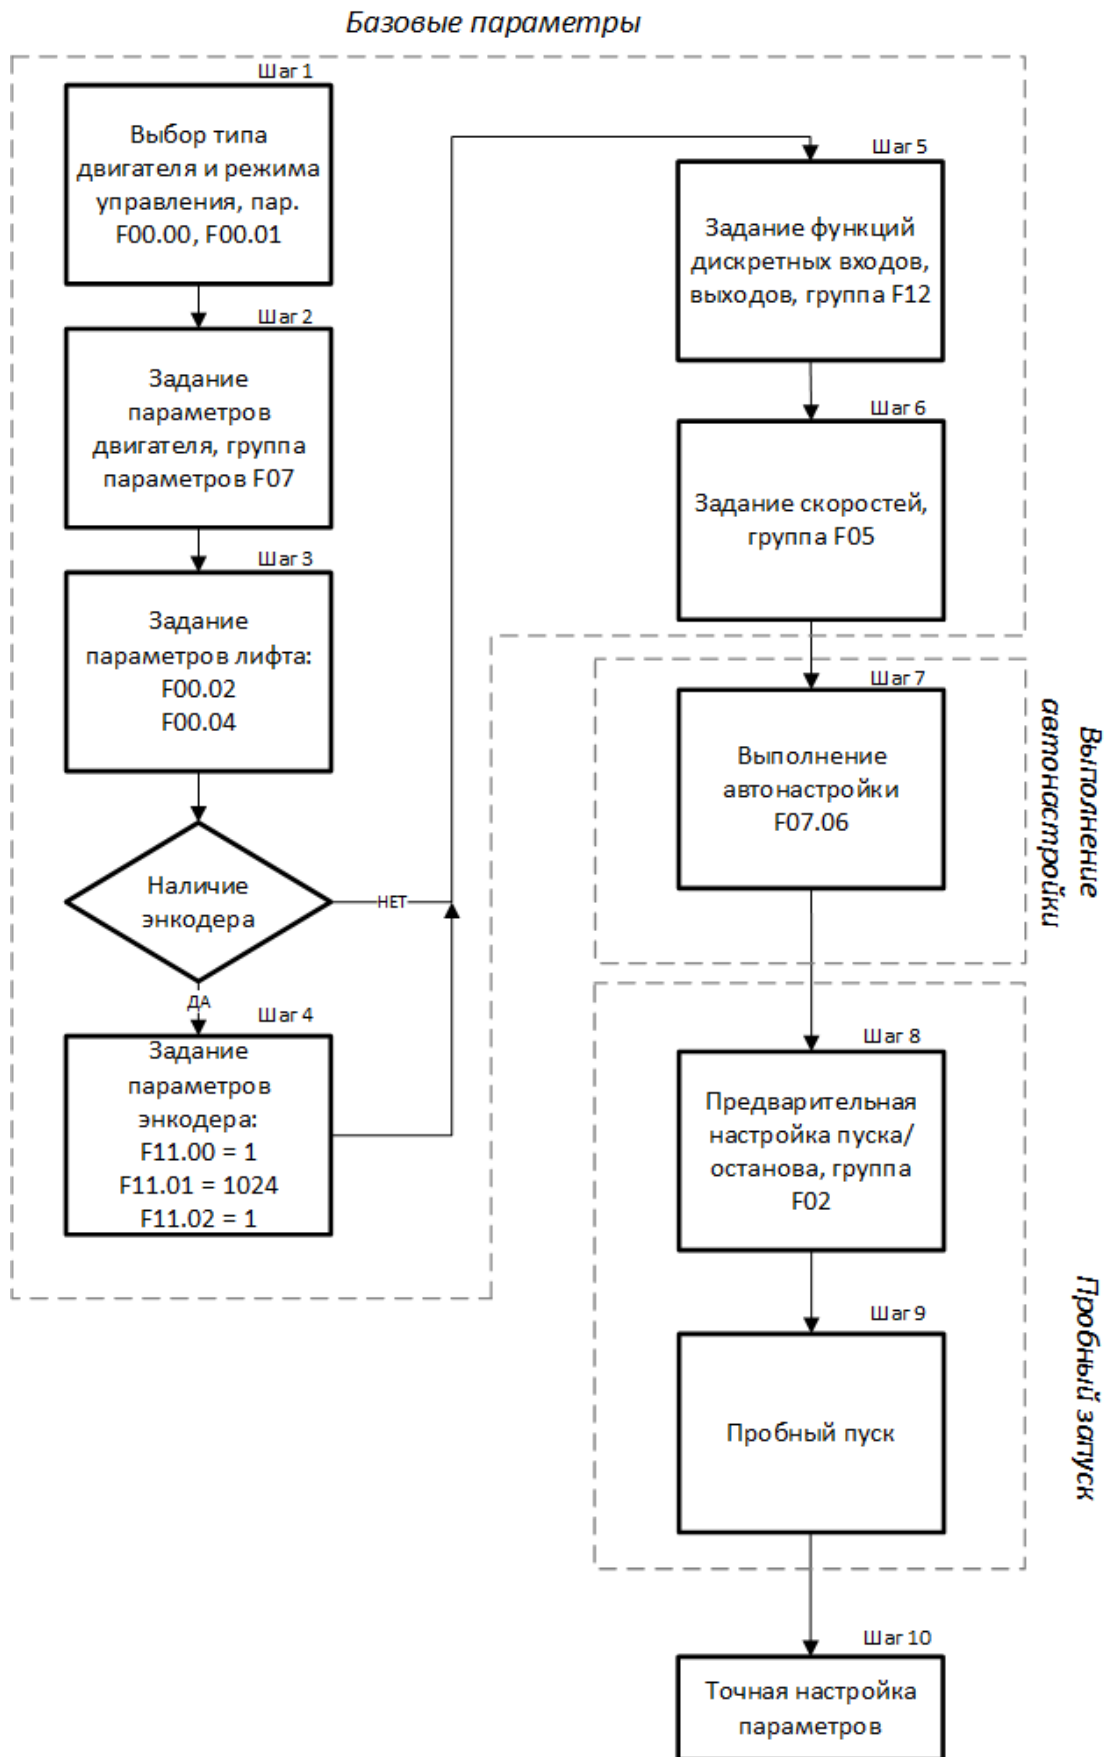 Базовые параметры
Шаг 1
Выбор типа
двигателя и режима
управления, пар.
F00.00, F00.01
Шаг 2
Задание
параметров
двигателя, группа
параметров F07
Шаг 3
Задание
параметров лифта:
F00.02
F00.04
Наличие
энкодера
НЕТ
ДА
Шаг 4
Задание
параметров
энкодера:
F11.00 = 1
F11.01 = 1024
F11.02 = 1
Шаг 5
Задание функций
дискретных входов,
выходов, группа F12
Шаг 6
Задание скоростей,
группа F05
Выполнение
автонастройки
Шаг 7
Выполнение
автонастройки
F07.06
Пробный запуск
Шаг 8
Предварительная
настройка пуска/
останова, группа
F02
Шаг 9
Пробный пуск
Шаг 10
Точная настройка
параметров